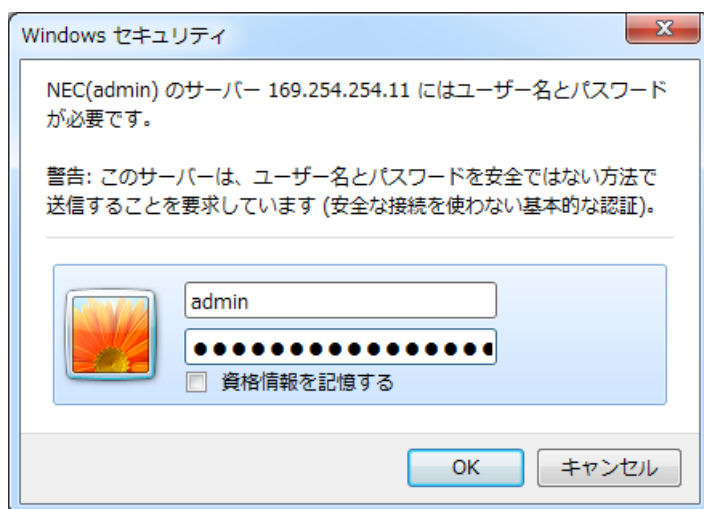 Windows セキュリティ
NEC(admin) のサーバー 169.254.254.11 にはユーザー名とパスワード
が必要です。
警告: このサーバーは、ユーザー名とパスワードを安全ではない方法で
送信することを要求しています (安全な接続を使わない基本的な認証)。
admin
●●●●●●●●●●●●●●●●
資格情報を記憶する
OK
キャンセル